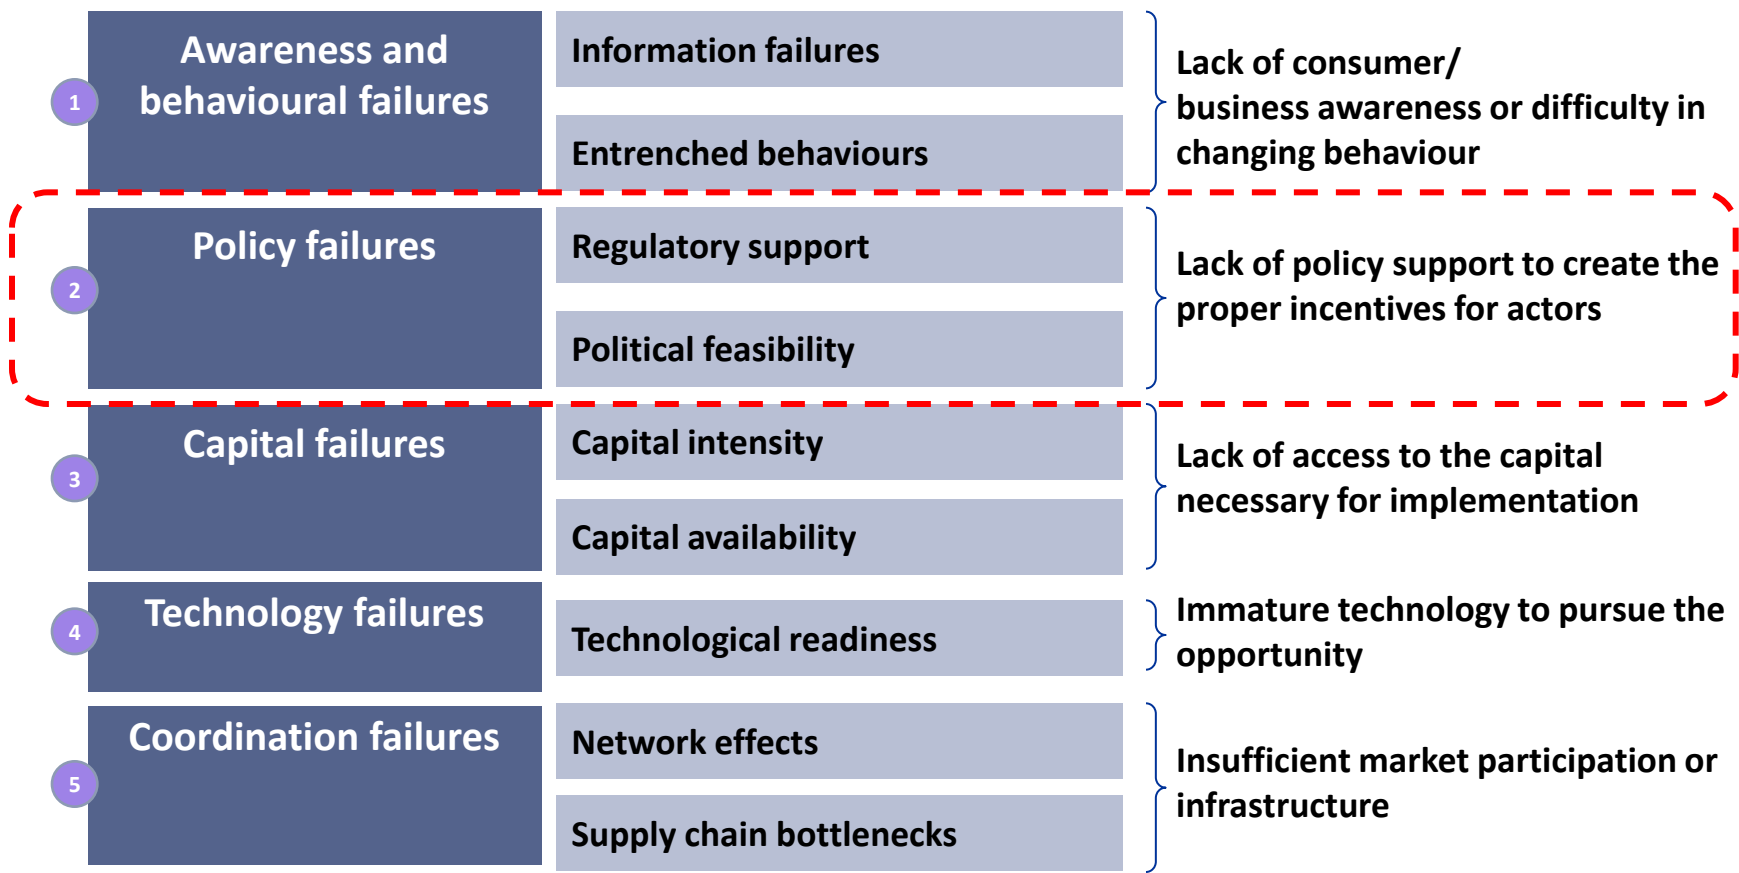 1
Awareness and
behavioural failures
Information failures
Entrenched behaviours
Lack of consumer/
business awareness or difficulty in
changing behaviour
2
Policy failures
Regulatory support
Political feasibility
Lack of policy support to create the
proper incentives for actors
3
Capital failures
Capital intensity
Capital availability
Lack of access to the capital
necessary for implementation
4
Technology failures
Technological readiness
Immature technology to pursue the
opportunity
5
Coordination failures
Network effects
Supply chain bottlenecks
Insufficient market participation or
infrastructure